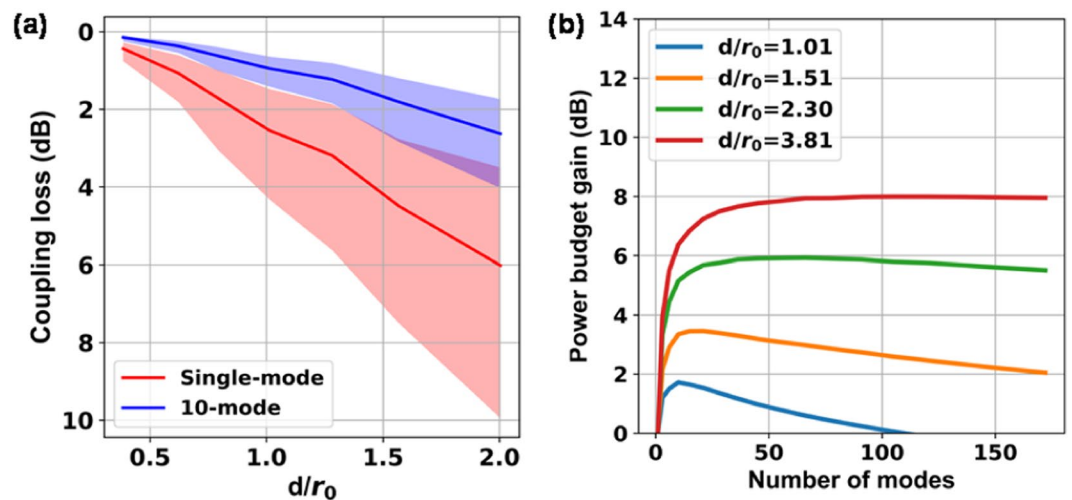 (a)
0
2
4
6
8
10
Coupling loss (dB)
Single-mode
10-mode
0.5 1.0 1.5 2.0
d/r₀
(b)
14
12
10
8
6
4
2
0
Power budget gain (dB)
d/r₀=1.01
d/r₀=1.51
d/r₀=2.30
d/r₀=3.81
0 50 100 150
Number of modes